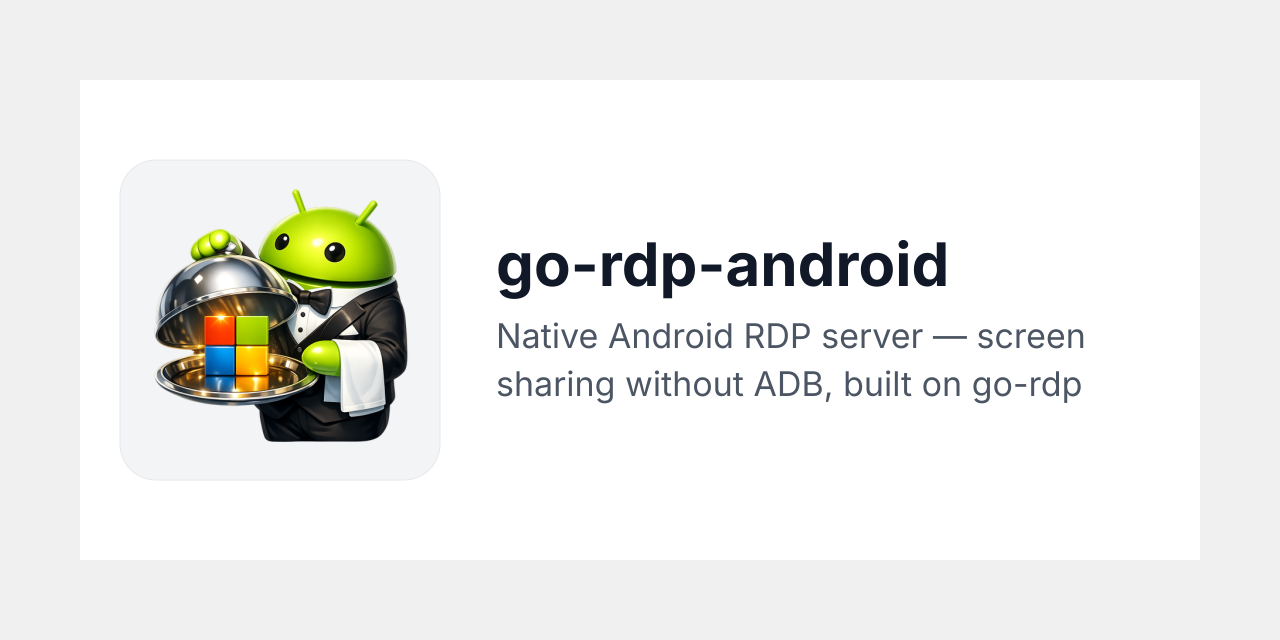 go-rdp-android
Native Android RDP server — screen
sharing without ADB, built on go-rdp